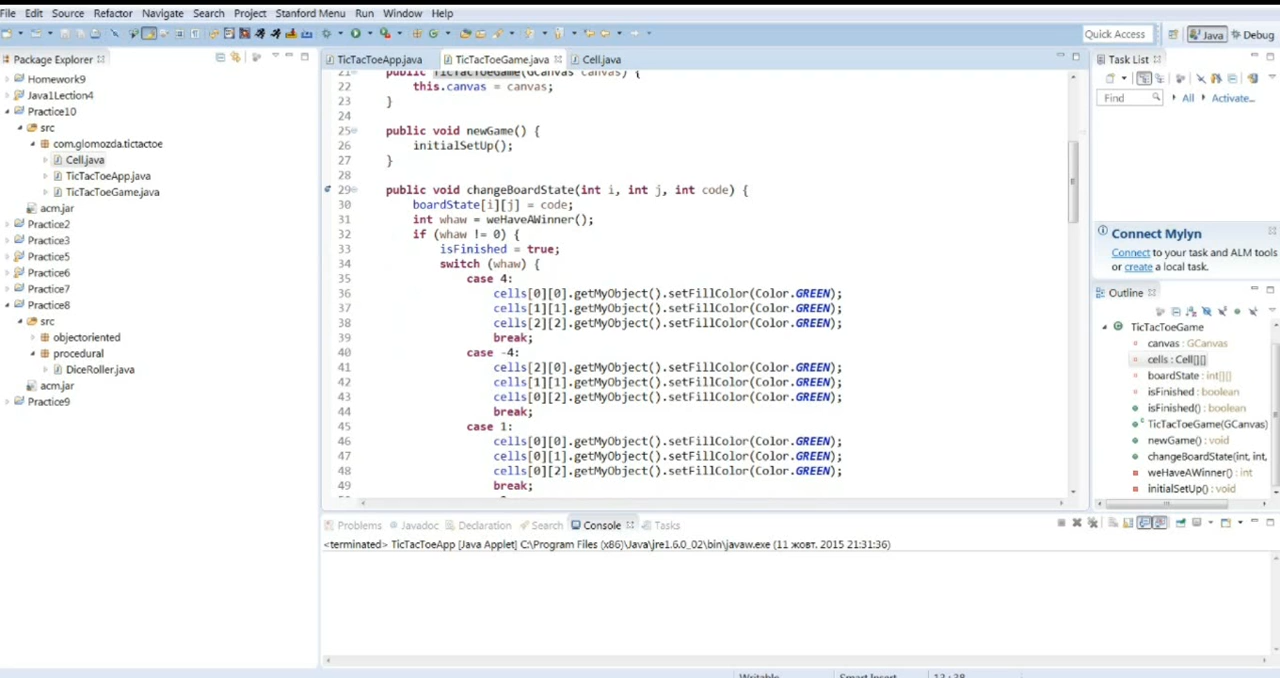 File Edit Source Refactor Navigate Search Project Stanford Menu Run Window Help
Quick Access Java Debug
Package Explorer
Homework9
Java1Lection4
Practice10
src
com.glomozda.tictactoe
Cell.java
TicTacToeApp.java
TicTacToeGame.java
acm.jar
Practice2
Practice3
Practice5
Practice6
Practice7
Practice8
src
objectoriented
procedural
DiceRoller.java
acm.jar
Practice9
TicTacToeApp.java TicTacToeGame.java Cell.java
21 public TicTacToeGame(GCanvas canvas) {
22 this.canvas = canvas;
23 }
24
25 public void newGame() {
26 initialSetUp();
27 }
28
29 public void changeBoardState(int i, int j, int code) {
30 boardState[i][j] = code;
31 int whaw = weHaveAWinner();
32 if (whaw != 0) {
33 isFinished = true;
34 switch (whaw) {
35 case 4:
36 cells[0][0].getMyObject().setFillColor(Color.GREEN);
37 cells[1][1].getMyObject().setFillColor(Color.GREEN);
38 cells[2][2].getMyObject().setFillColor(Color.GREEN);
39 break;
40 case -4:
41 cells[2][0].getMyObject().setFillColor(Color.GREEN);
42 cells[1][1].getMyObject().setFillColor(Color.GREEN);
43 cells[0][2].getMyObject().setFillColor(Color.GREEN);
44 break;
45 case 1:
46 cells[0][0].getMyObject().setFillColor(Color.GREEN);
47 cells[0][1].getMyObject().setFillColor(Color.GREEN);
48 cells[0][2].getMyObject().setFillColor(Color.GREEN);
49 break;
Task List
Find All Activate...
Connect Mylyn
Connect to your task and ALM tools
or create a local task.
Outline
TicTacToeGame
canvas : GCanvas
cells : Cell[][]
boardState : int[][]
isFinished : boolean
isFinished() : boolean
TicTacToeGame(GCanvas)
newGame() : void
changeBoardState(int, int,
weHaveAWinner() : int
initialSetUp() : void
Problems Javadoc Declaration Search Console Tasks
<terminated> TicTacToeApp [Java Applet] C:\Program Files (x86)\Java\jre1.6.0_02\bin\javaw.exe (11 жовт. 2015 21:31:36)
Writable Smart Insert 13 : 38